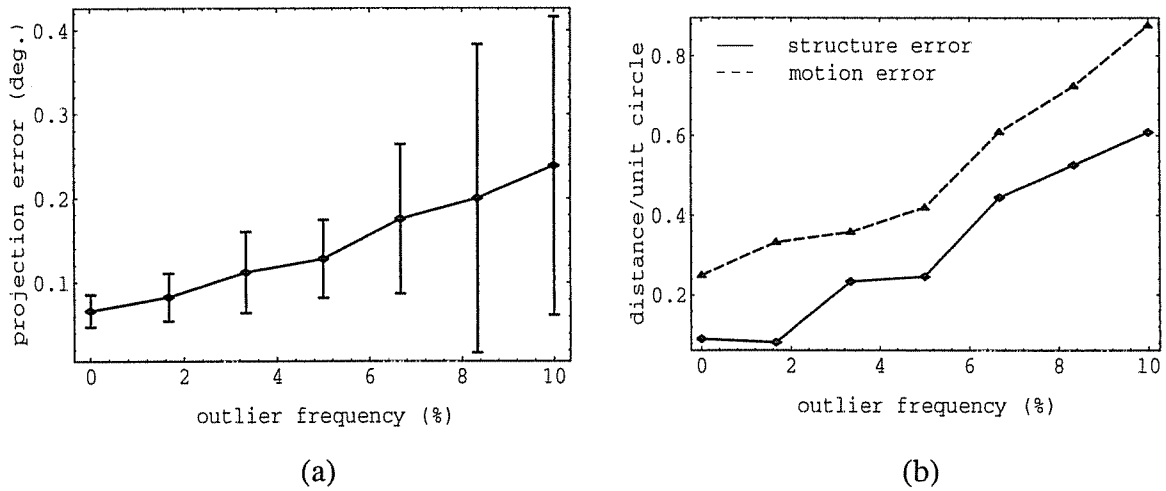 0.4
0.3
0.2
0.1
projection error (deg.)
0 2 4 6 8 10
outlier frequency (%)
(a)
structure error
motion error
0.8
0.6
0.4
0.2
distance/unit circle
0 2 4 6 8 10
outlier frequency (%)
(b)